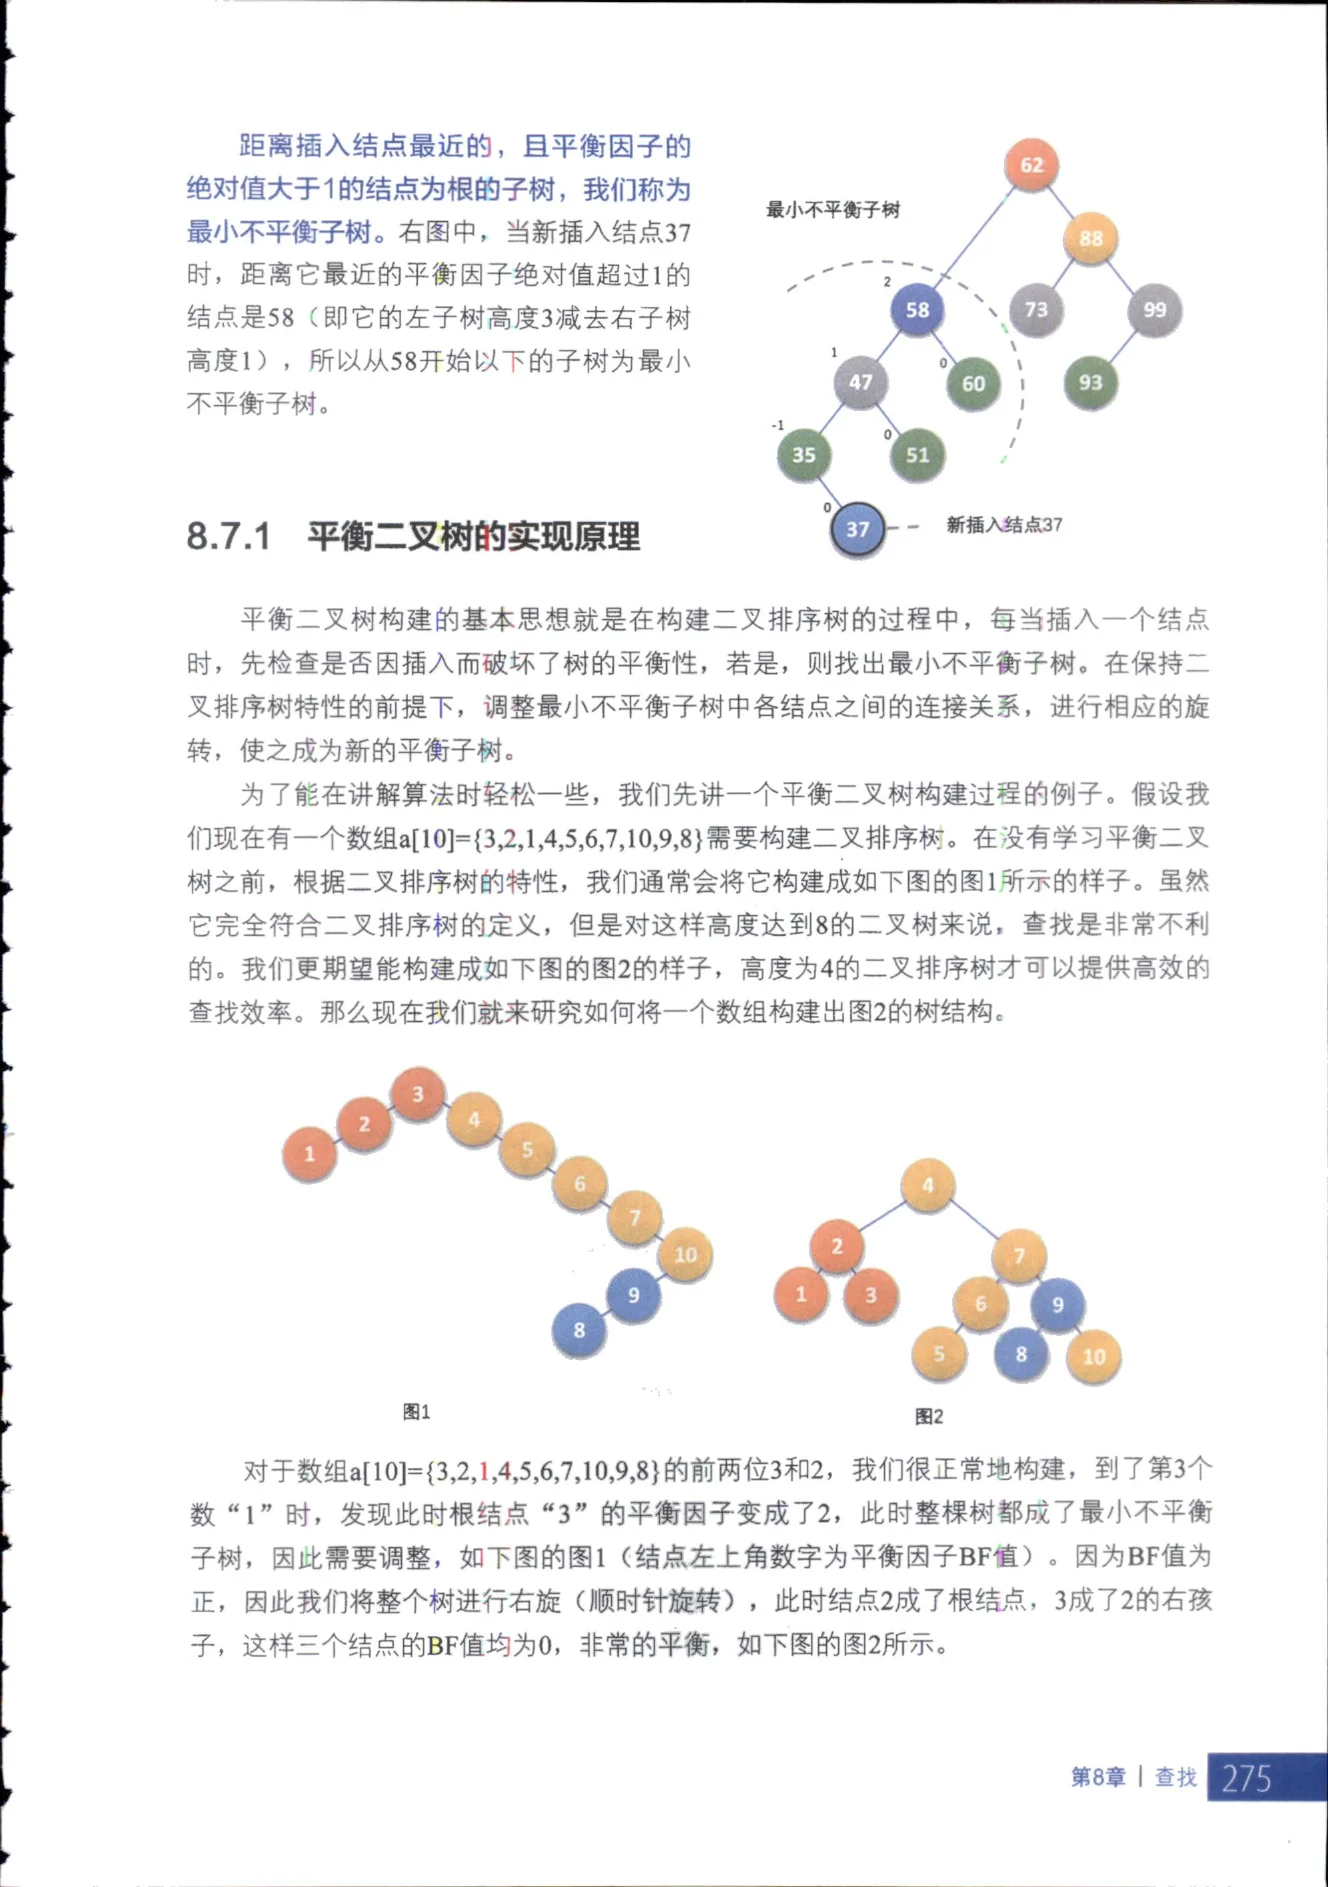 距离插入结点最近的，且平衡因子的
绝对值大于1的结点为根的子树，我们称为
最小不平衡子树。右图中，当新插入结点37
时，距离它最近的平衡因子绝对值超过1的
结点是58（即它的左子树高度3减去右子树
高度1），所以从58开始以下的子树为最小
不平衡子树。
62
最小不平衡子树
88
2
58
73
99
1
47
0
60
93
-1
35
0
51
0
37
新插入结点37
8.7.1 平衡二叉树的实现原理
平衡二叉树构建的基本思想就是在构建二叉排序树的过程中，每当插入一个结点
时，先检查是否因插入而破坏了树的平衡性，若是，则找出最小不平衡子树。在保持二
叉排序树特性的前提下，调整最小不平衡子树中各结点之间的连接关系，进行相应的旋
转，使之成为新的平衡子树。
为了能在讲解算法时轻松一些，我们先讲一个平衡二叉树构建过程的例子。假设我
们现在有一个数组a[10]={3,2,1,4,5,6,7,10,9,8}需要构建二叉排序树。在没有学习平衡二叉
树之前，根据二叉排序树的特性，我们通常会将它构建成如下图的图1所示的样子。虽然
它完全符合二叉排序树的定义，但是对这样高度达到8的二叉树来说，查找是非常不利
的。我们更期望能构建成如下图的图2的样子，高度为4的二叉排序树才可以提供高效的
查找效率。那么现在我们就来研究如何将一个数组构建出图2的树结构。
3
2
4
1
5
6
7
10
9
8
图1
4
2
7
1
3
6
9
5
8
10
图2
对于数组a[10]={3,2,1,4,5,6,7,10,9,8}的前两位3和2，我们很正常地构建，到了第3个
数“1”时，发现此时根结点“3”的平衡因子变成了2，此时整棵树都成了最小不平衡
子树，因此需要调整，如下图的图1（结点左上角数字为平衡因子BF值）。因为BF值为
正，因此我们将整个树进行右旋（顺时针旋转），此时结点2成了根结点，3成了2的右孩
子，这样三个结点的BF值均为0，非常的平衡，如下图的图2所示。
第8章 | 查找 275